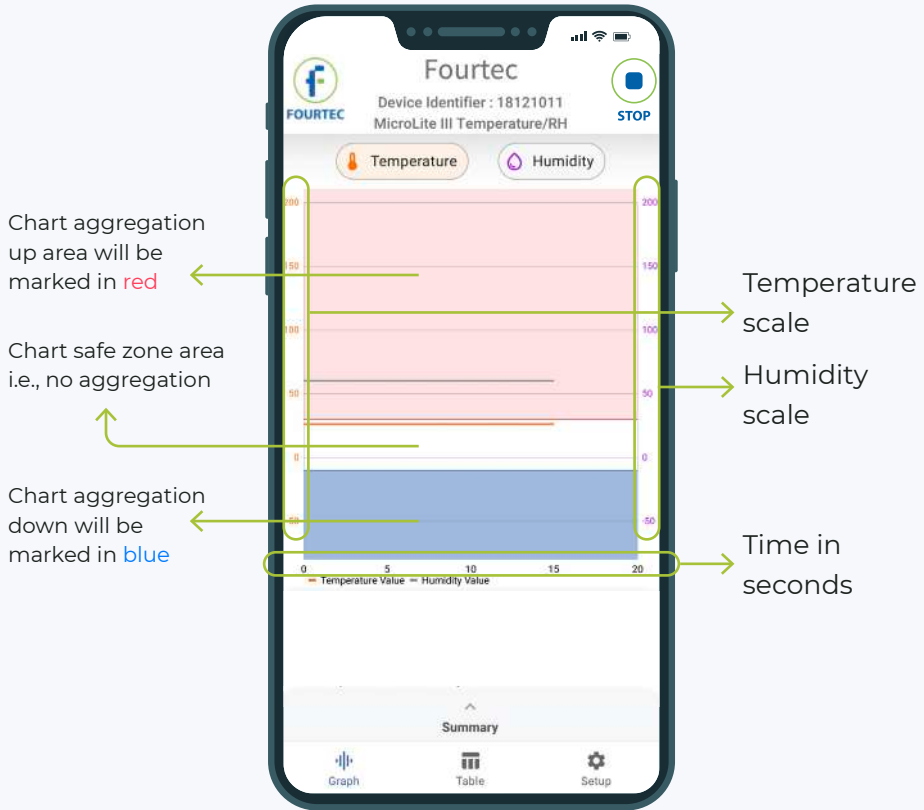 Fourtec
FOURTEC
Device Identifier : 18121011
MicroLite III Temperature/RH
STOP
Temperature
Humidity
200
150
100
50
0
-50
200
150
100
50
0
-50
0 5 10 15 20
Temperature Value Humidity Value
Summary
Graph
Table
Setup
Chart aggregation
up area will be
marked in red
Chart safe zone area
i.e., no aggregation
Chart aggregation
down will be
marked in blue
Temperature
scale
Humidity
scale
Time in
seconds